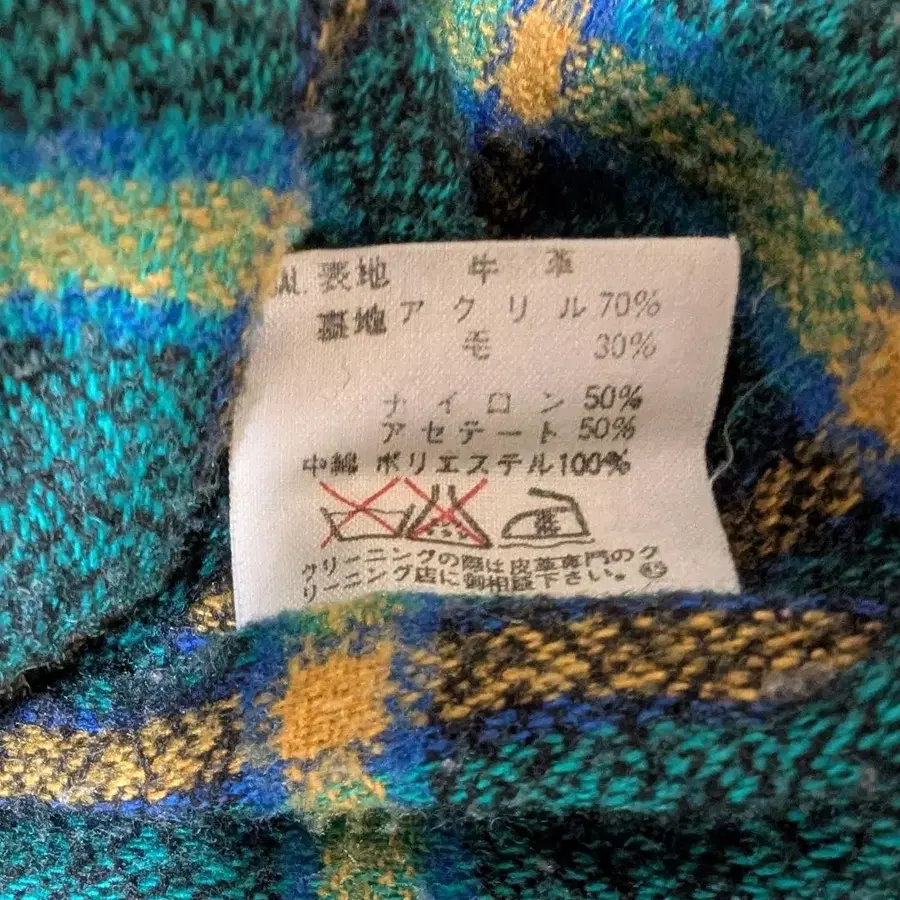 AL. 表地 牛革
裏地 アクリル 70%
毛 30%
ナイロン 50%
アセテート 50%
中綿 ポリエステル 100%
クリーニングの際は皮革専門のク
リーニング店に御相談下さい。